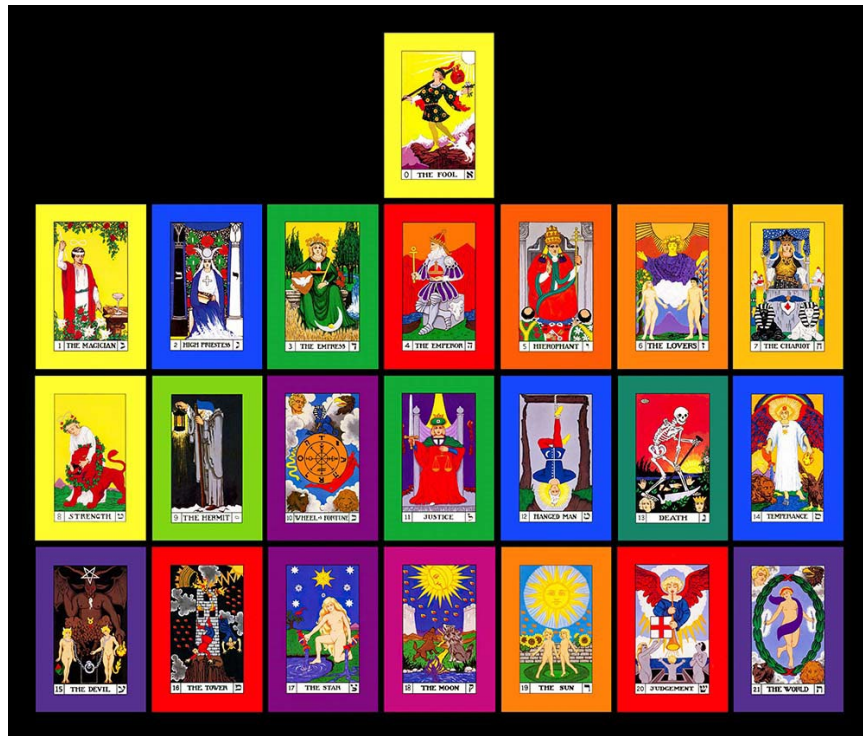 0 THE FOOL א
1 THE MAGICIAN ב
2 HIGH PRIESTESS ג
3 THE EMPRESS ד
4 THE EMPEROR ה
5 HIEROPHANT ו
6 THE LOVERS ז
7 THE CHARIOT ח
8 STRENGTH ט
9 THE HERMIT י
10 WHEEL of FORTUNE כ
11 JUSTICE ל
12 HANGED MAN מ
13 DEATH נ
14 TEMPERANCE ס
15 THE DEVIL ע
16 THE TOWER פ
17 THE STAR צ
18 THE MOON ק
19 THE SUN ר
20 JUDGEMENT ש
21 THE WORLD ת